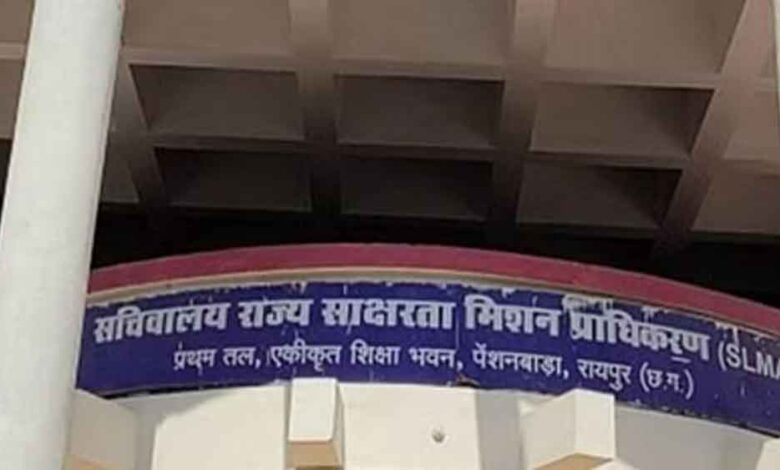 सचिवालय राज्य साक्षरता मिशन प्राधिकरण (SLMA
प्रथम तल, एकीकृत शिक्षा भवन, पेंशनबाड़ा, रायपुर (छ.ग.)